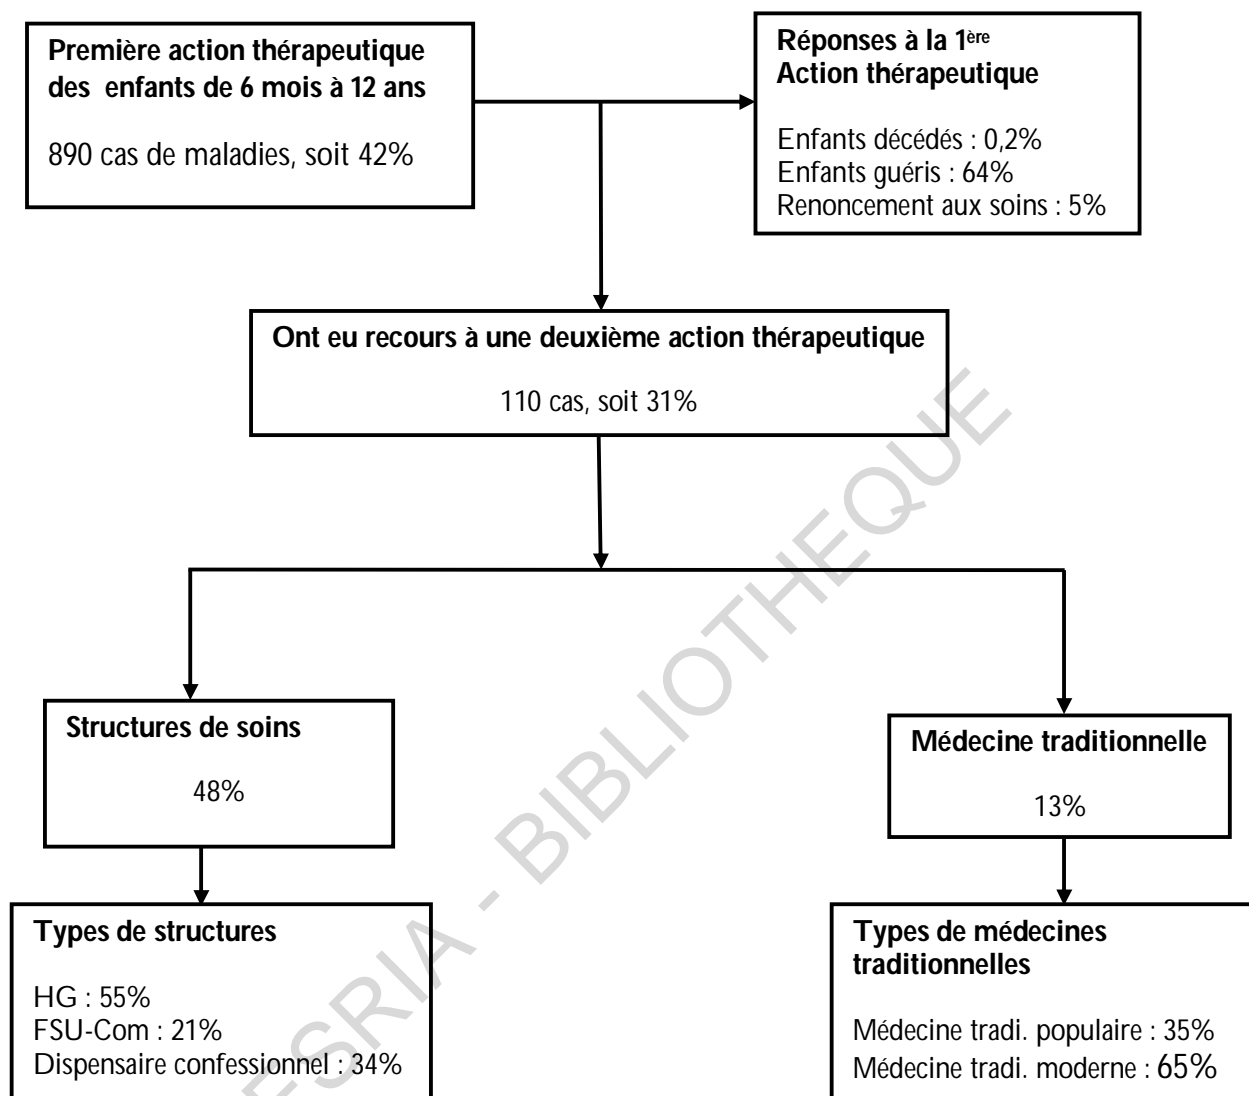 Première action thérapeutique
des enfants de 6 mois à 12 ans
890 cas de maladies, soit 42%
Réponses à la 1ère
Action thérapeutique
Enfants décédés : 0,2%
Enfants guéris : 64%
Renoncement aux soins : 5%
Ont eu recours à une deuxième action thérapeutique
110 cas, soit 31%
Structures de soins
48%
Médecine traditionnelle
13%
Types de structures
HG : 55%
FSU-Com : 21%
Dispensaire confessionnel : 34%
Types de médecines
traditionnelles
Médecine tradi. populaire : 35%
Médecine tradi. moderne : 65%
ESRIA - BIBLIOTHEQUE